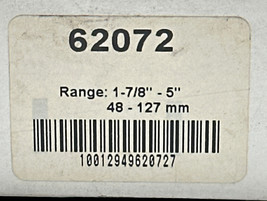 62072
Range: 1-7/8" - 5"
48 - 127 mm
10012949620727